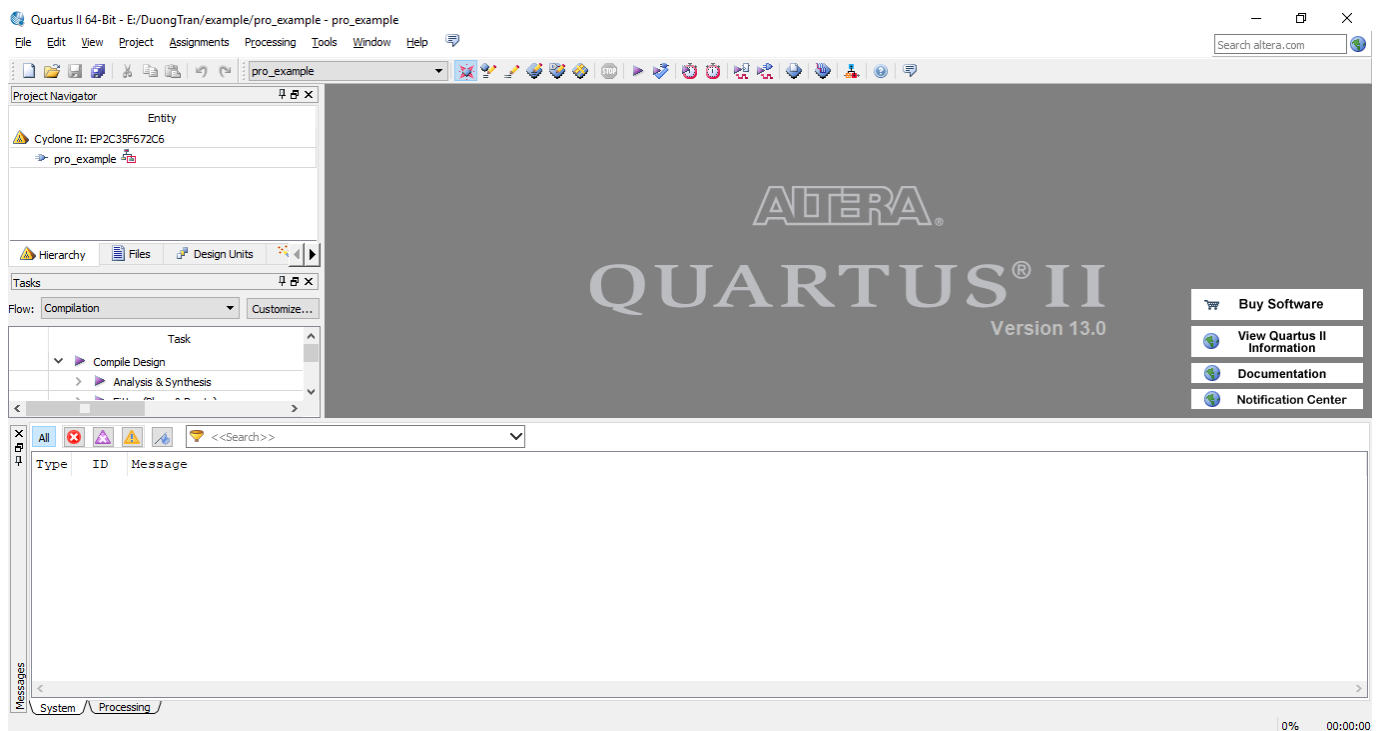 Quartus II 64-Bit - E:/DuongTran/example/pro_example - pro_example
File Edit View Project Assignments Processing Tools Window Help
Search altera.com
pro_example
Project Navigator
Entity
Cyclone II: EP2C35F672C6
pro_example
Hierarchy Files Design Units
Tasks
Flow: Compilation Customize...
Task
Compile Design
Analysis & Synthesis
ALTERA®
QUARTUS® II
Version 13.0
Buy Software
View Quartus II
Information
Documentation
Notification Center
All <<Search>>
Type ID Message
Messages
System Processing
0% 00:00:00